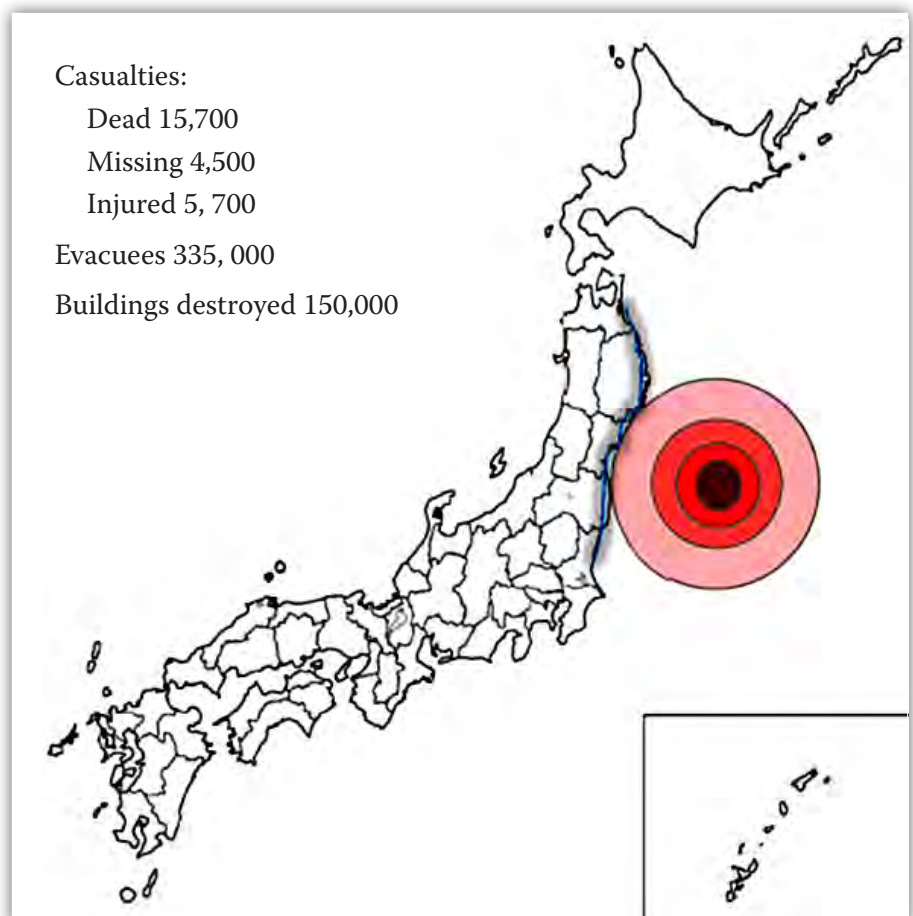 Casualties:
Dead 15,700
Missing 4,500
Injured 5, 700
Evacuees 335, 000
Buildings destroyed 150,000